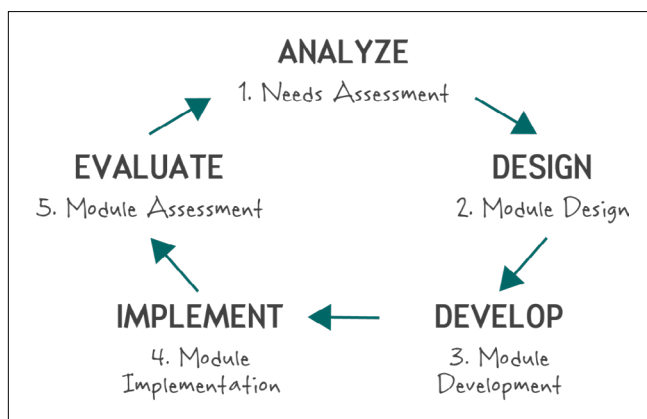 ANALYZE
1. Needs Assessment
EVALUATE
5. Module Assessment
DESIGN
2. Module Design
IMPLEMENT
4. Module
Implementation
DEVELOP
3. Module
Development